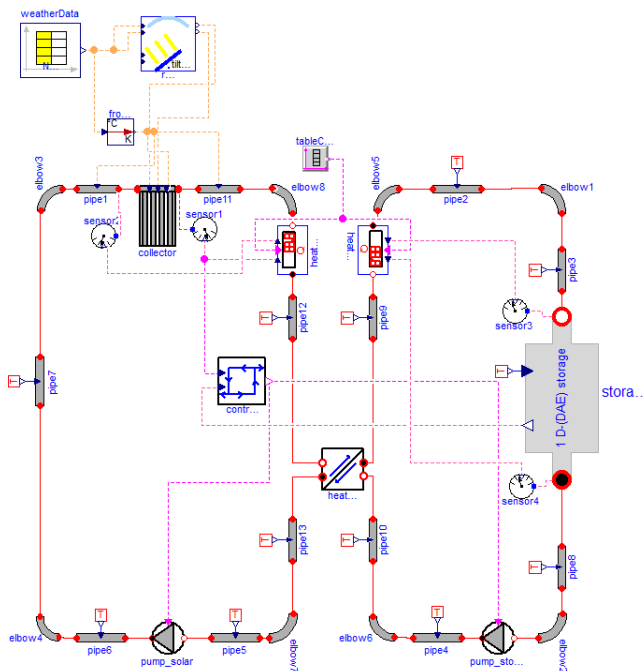 weatherData
N...
r...
tilt...
fro...
°C
K
tableC...
elbow3
pipe1
pipe11
elbow8
elbow5
T
pipe2
elbow1
sensor1
collector
heat...
heat...
T
pipe3
T
pipe12
T
pipe9
sensor3
T
pipe7
contr...
T
1 D-(DAE) storage
stora...
heat...
sensor4
T
pipe13
T
pipe10
T
pipe8
elbow4
T
pipe6
pump_solar
T
pipe5
elbow6
T
pipe4
pump_sto...